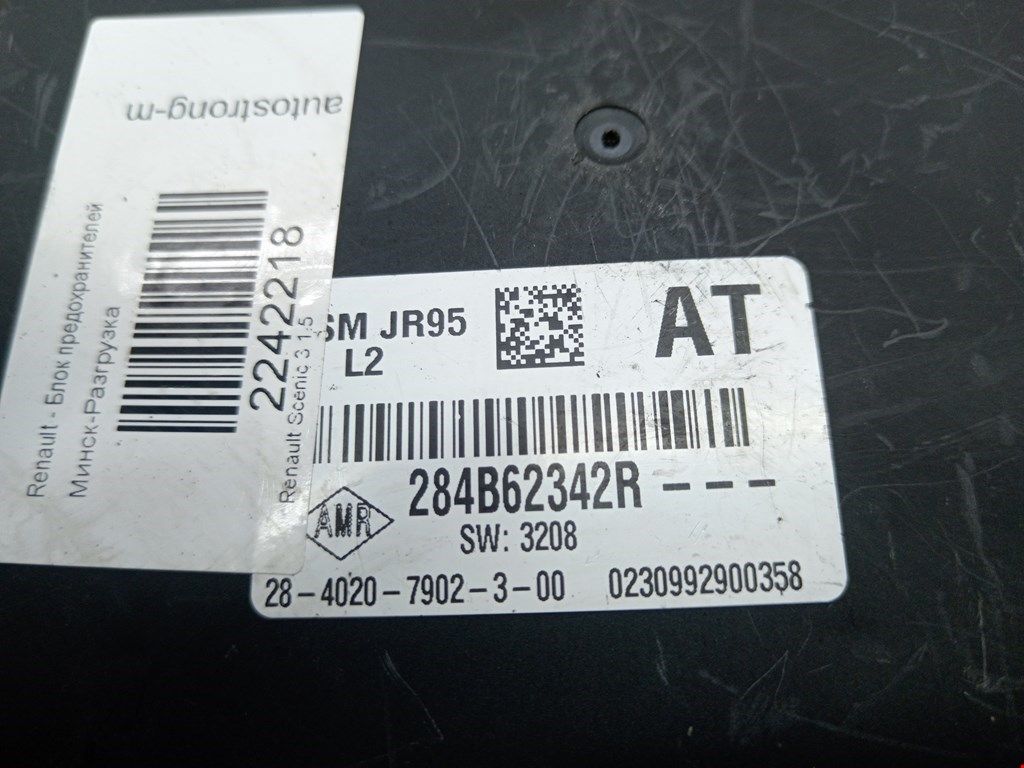 autostrong-m
22422218
Renault - Блок предохранителей
Минск-Разгрузка
Renault Scenic 3 1.5
SM JR95
L2
AT
284B62342R - - -
AMR
SW: 3208
28-4020-7902-3-00 0230992900358